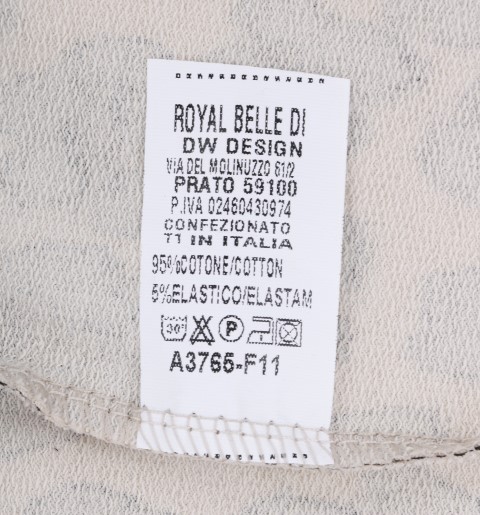 ROYAL BELLE DI
DW DESIGN
VIA DEL MOLINUZZO 61/2
PRATO 59100
P.IVA 02460430974
CONFEZIONATO
T1 IN ITALIA
95%COTONE/COTTON
5%ELASTICO/ELASTAM
30° P
A3765-F11